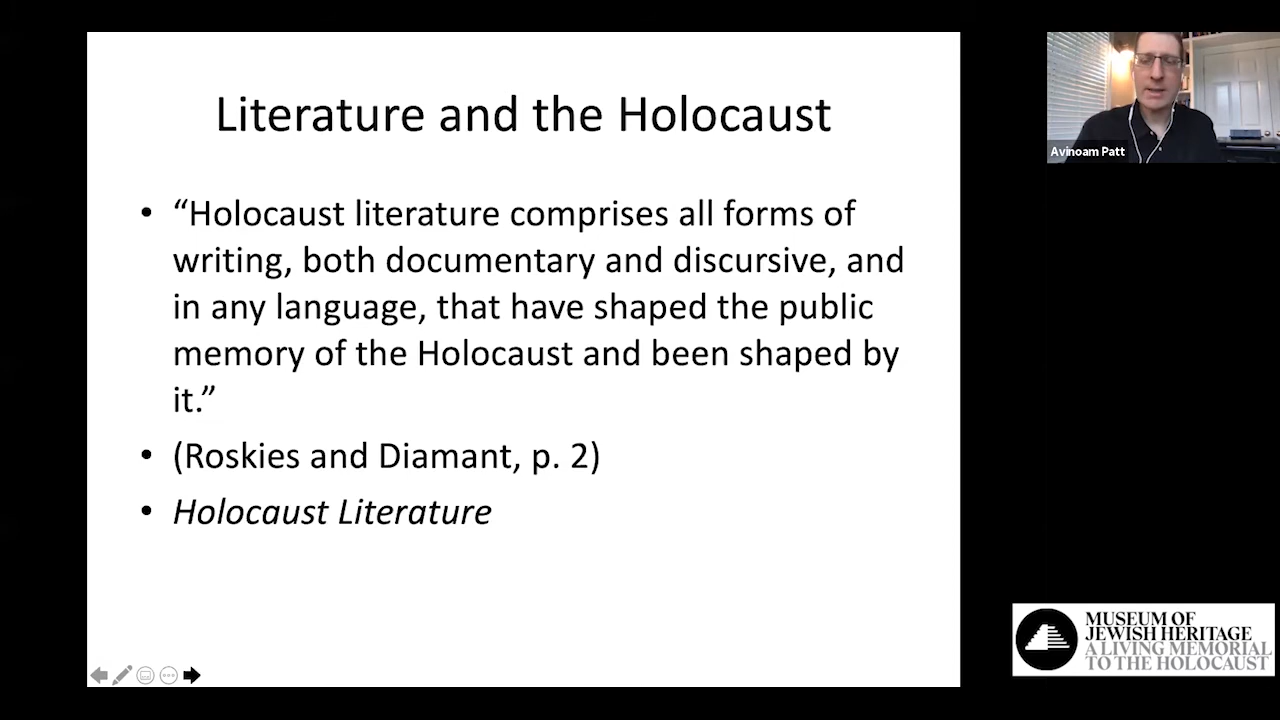 Literature and the Holocaust
• “Holocaust literature comprises all forms of
writing, both documentary and discursive, and
in any language, that have shaped the public
memory of the Holocaust and been shaped by
it.”
• (Roskies and Diamant, p. 2)
• Holocaust Literature
Avinoam Patt
MUSEUM OF
JEWISH HERITAGE
A LIVING MEMORIAL
TO THE HOLOCAUST